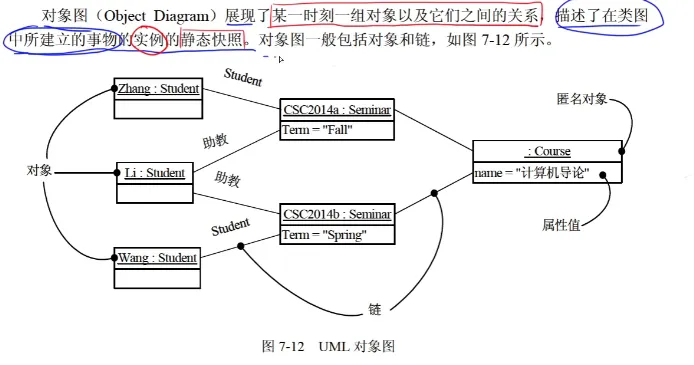 对象图（Object Diagram）展现了某一时刻一组对象以及它们之间的关系，描述了在类图
中所建立的事物的实例的静态快照。对象图一般包括对象和链，如图 7-12 所示。
Student
匿名对象
Zhang : Student
CSC2014a : Seminar
Term = "Fall"
助教
: Course
对象
Li : Student
name = "计算机导论"
助教
CSC2014b : Seminar
属性值
Student
Term = "Spring"
Wang : Student
链
图 7-12 UML 对象图